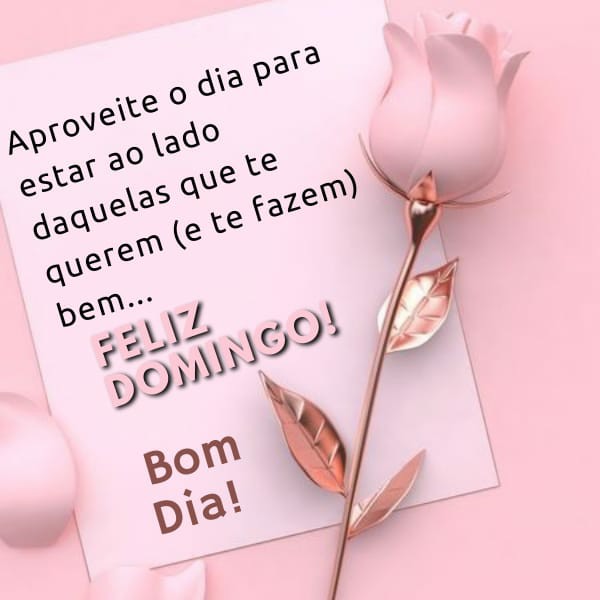 Aproveite o dia para
estar ao lado
daquelas que te
querem (e te fazem)
bem...
FELIZ
DOMINGO!
Bom
Dia!